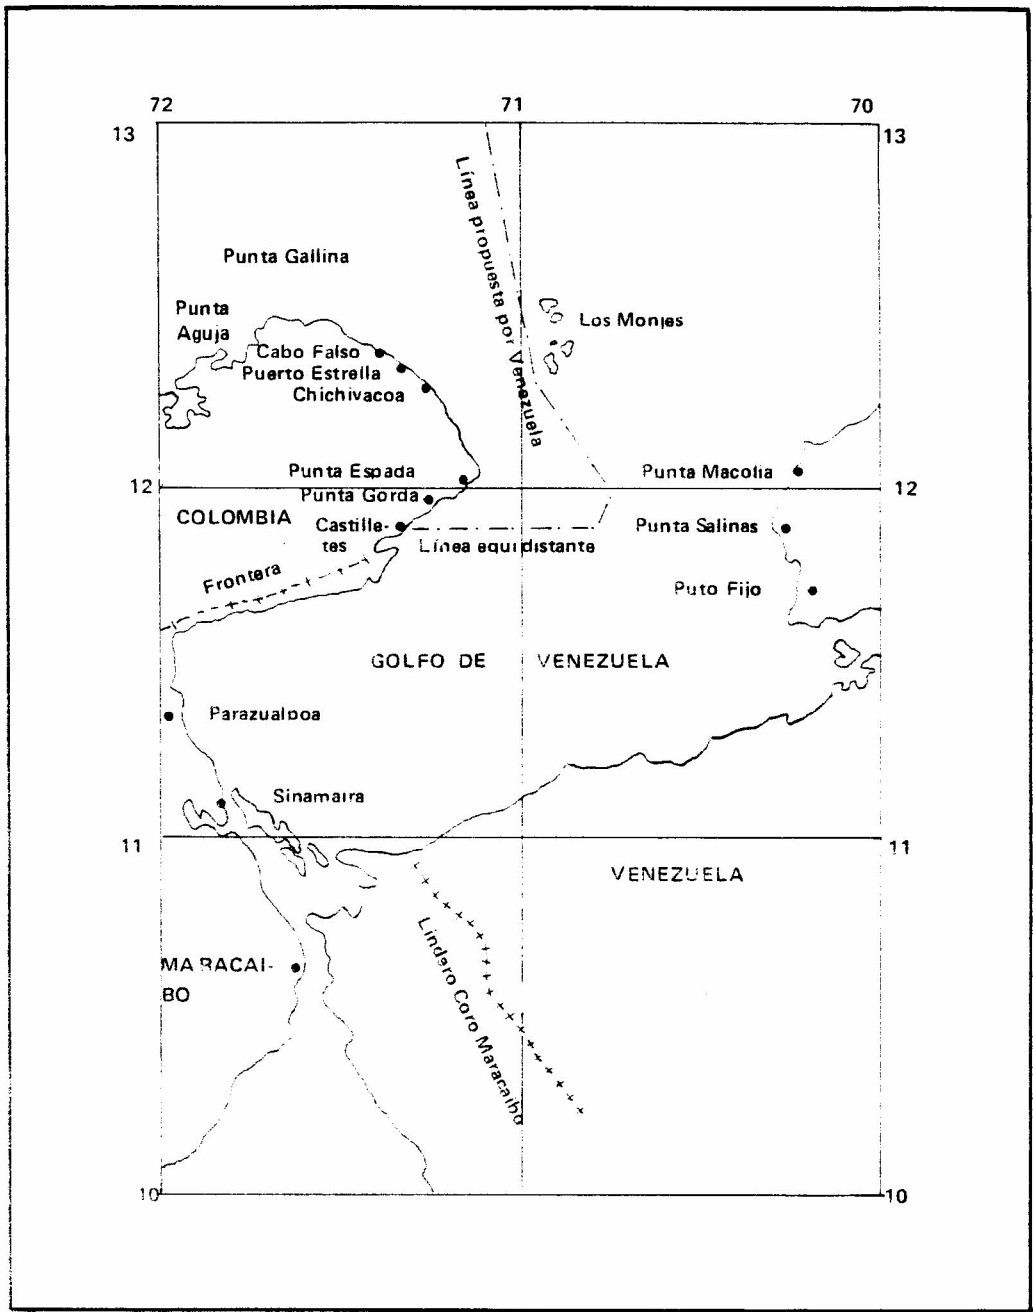 72 71 70
13 13
Línea propuesta por Venezuela
Punta Gallina
Punta
Aguja
Los Monjes
Cabo Falso
Puerto Estrella
Chichivacoa
Punta Espada
Punta Macolia
12 12
Punta Gorda
COLOMBIA
Castille-
tes
Línea equidistante
Punta Salinas
Frontera
Puto Fijo
GOLFO DE VENEZUELA
Parazualpoa
Sinamaira
11 11
VENEZUELA
Lindero Coro Maracaibo
MARACAI-
BO
10 10